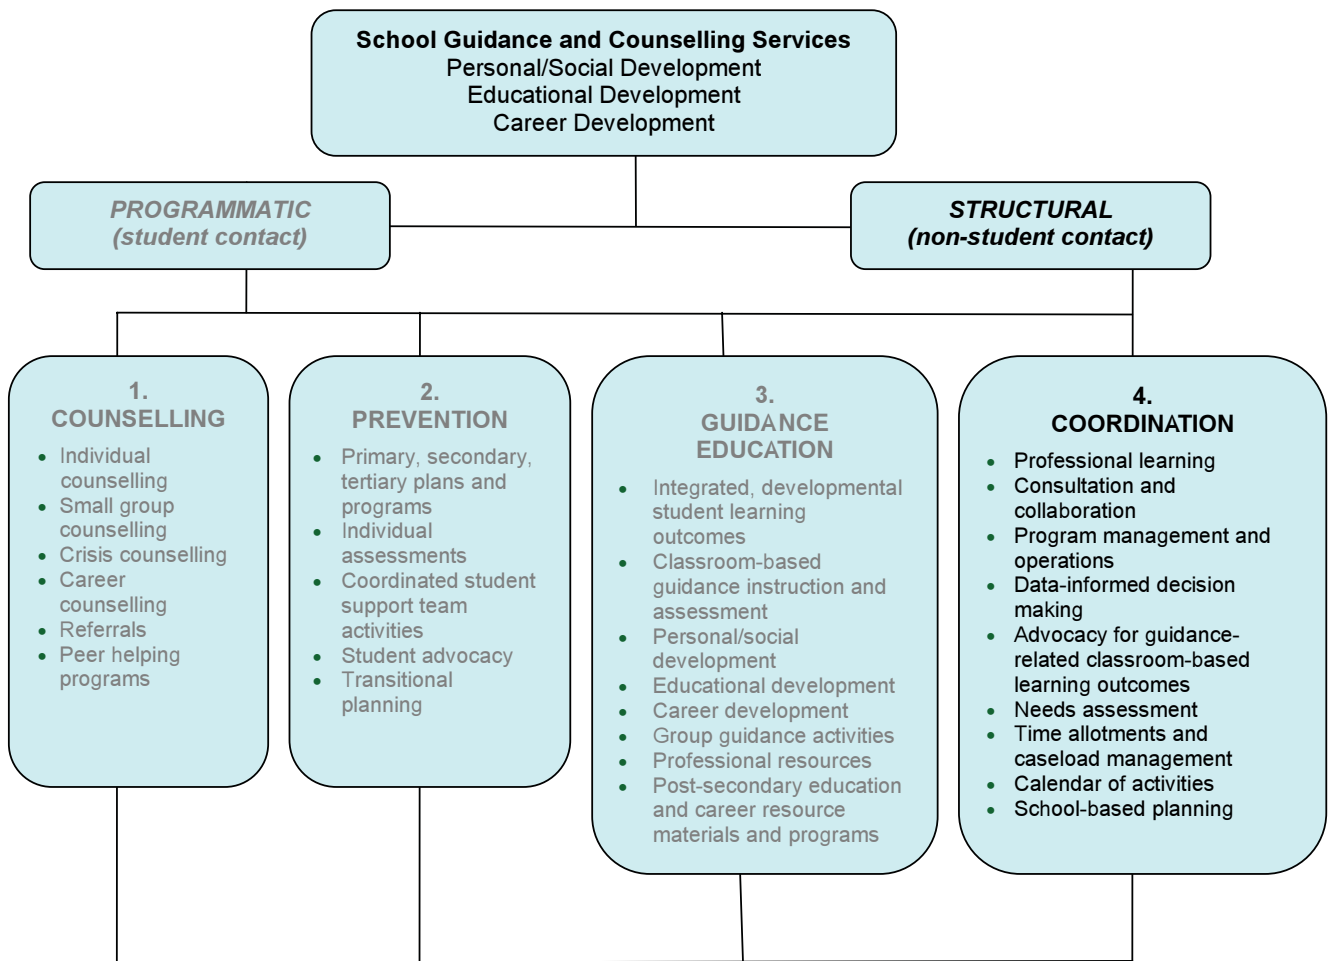 School Guidance and Counselling Services
Personal/Social Development
Educational Development
Career Development
PROGRAMMATIC
(student contact)
STRUCTURAL
(non-student contact)
1.
COUNSELLING
• Individual
counselling
• Small group
counselling
• Crisis counselling
• Career
counselling
• Referrals
• Peer helping
programs
2.
PREVENTION
• Primary, secondary,
tertiary plans and
programs
• Individual
assessments
• Coordinated student
support team
activities
• Student advocacy
• Transitional
planning
3.
GUIDANCE
EDUCATION
• Integrated, developmental
student learning
outcomes
• Classroom-based
guidance instruction and
assessment
• Personal/social
development
• Educational development
• Career development
• Group guidance activities
• Professional resources
• Post-secondary education
and career resource
materials and programs
4.
COORDINATION
• Professional learning
• Consultation and
collaboration
• Program management and
operations
• Data-informed decision
making
• Advocacy for guidance-
related classroom-based
learning outcomes
• Needs assessment
• Time allotments and
caseload management
• Calendar of activities
• School-based planning